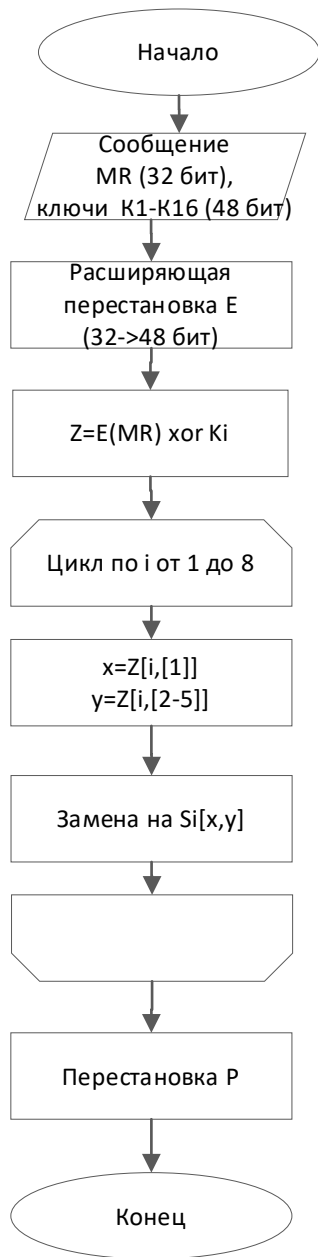 Начало
Сообщение
MR (32 бит),
ключи К1-К16 (48 бит)
Расширяющая
перестановка Е
(32->48 бит)
Z=E(MR) xor Ki
Цикл по i от 1 до 8
x=Z[i,[1]]
y=Z[i,[2-5]]
Замена на Si[x,y]
Перестановка P
Конец